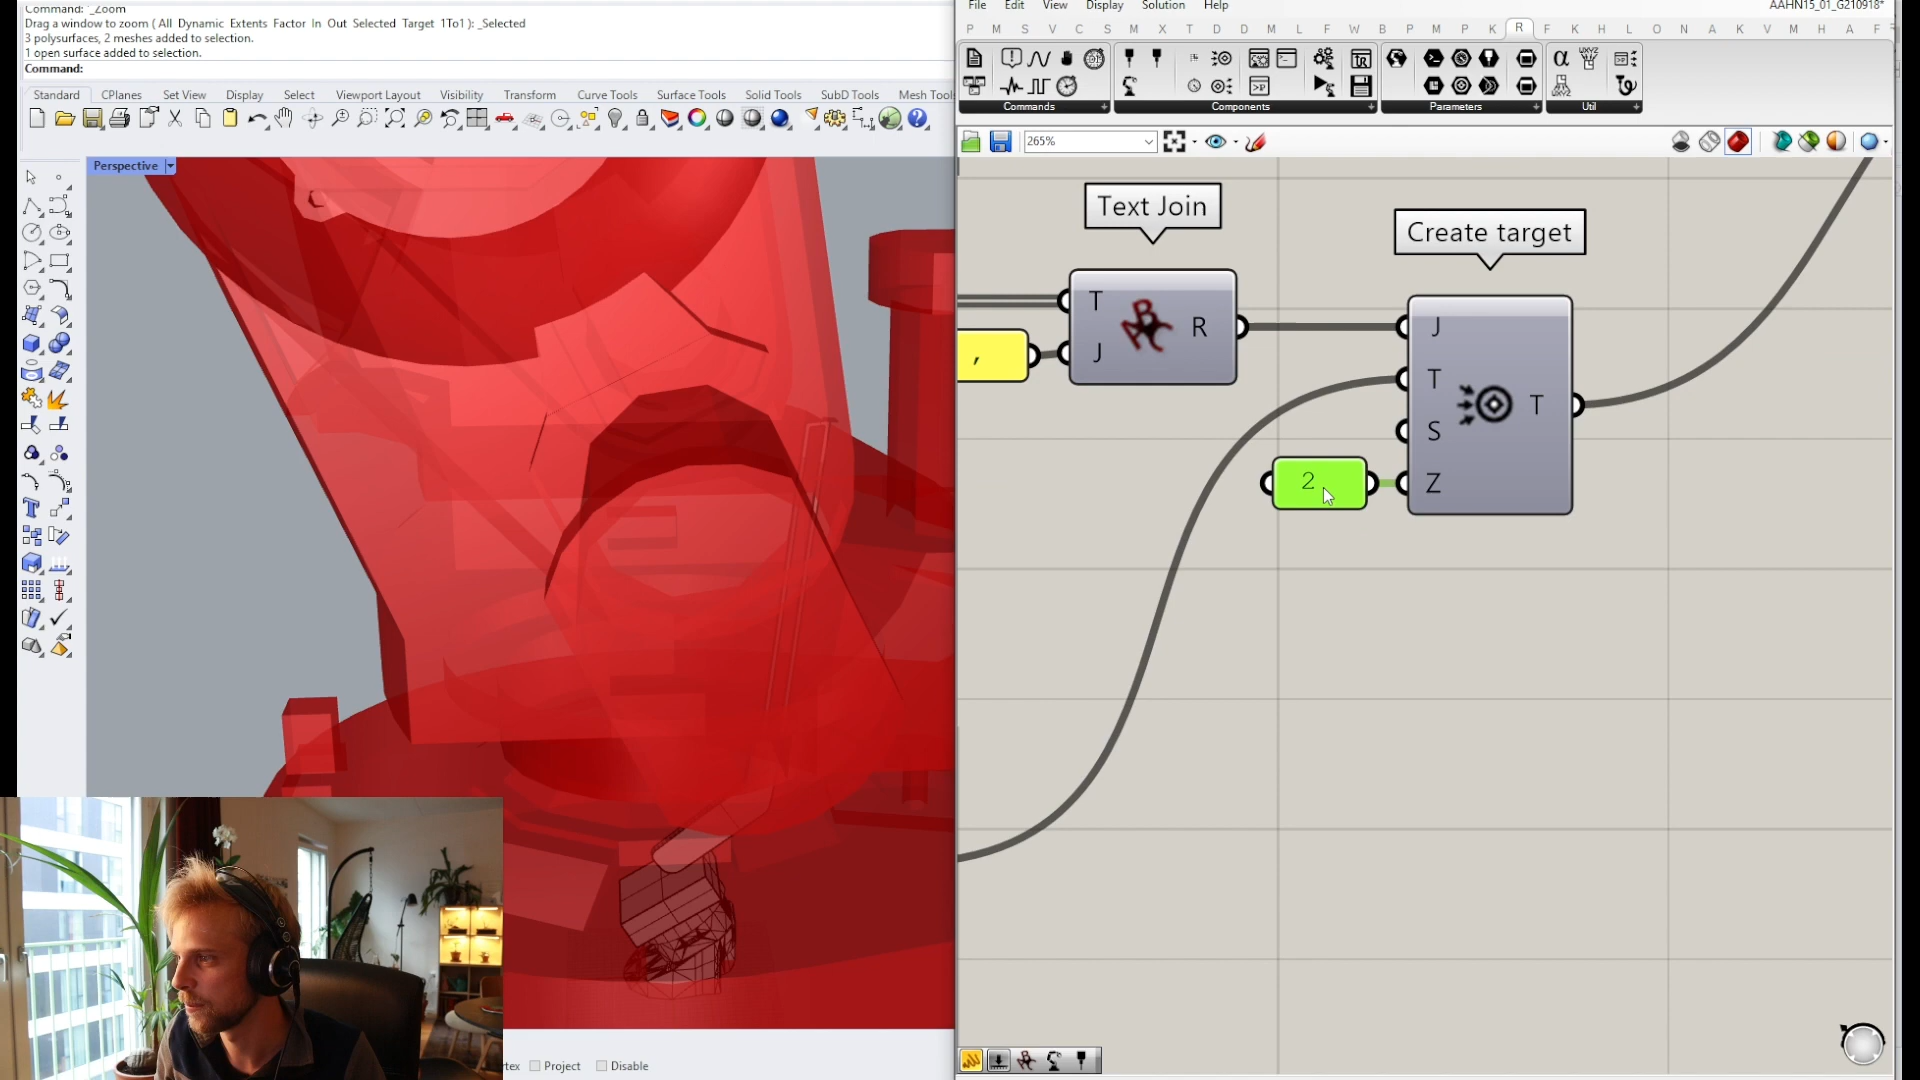 Command: '_Zoom
Drag a window to zoom ( All Dynamic Extents Factor In Out Selected Target 1To1 ): _Selected
3 polysurfaces, 2 meshes added to selection.
1 open surface added to selection.
Command:
Standard CPlanes Set View Display Select Viewport Layout Visibility Transform Curve Tools Surface Tools Solid Tools SubD Tools Mesh Tools
Perspective
Project Disable
File Edit View Display Solution Help AAHN15_01_G210918*
P M S V C S M X T D D M L F W B P M P K R F K H L O N A K V M H A F
Commands Components Parameters Util
265%
Text Join
Create target
T
J
R
,
J
T
S
Z
T
2